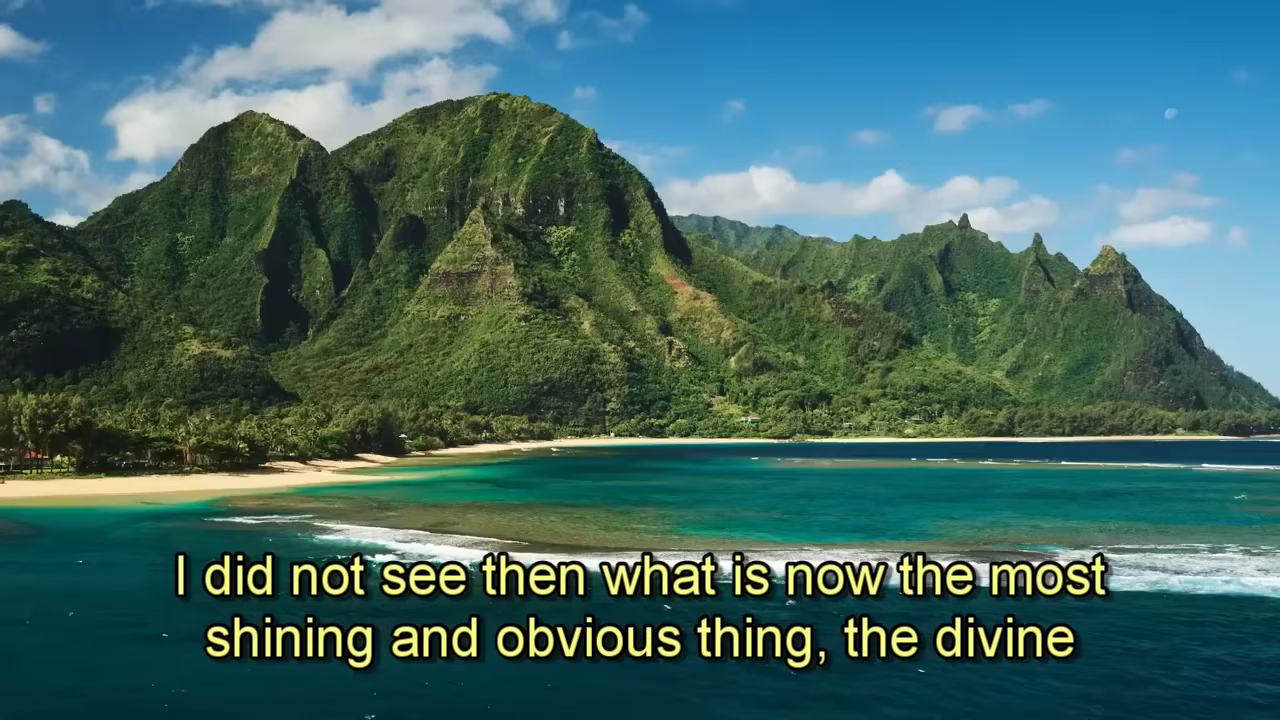 I did not see then what is now the most
shining and obvious thing, the divine